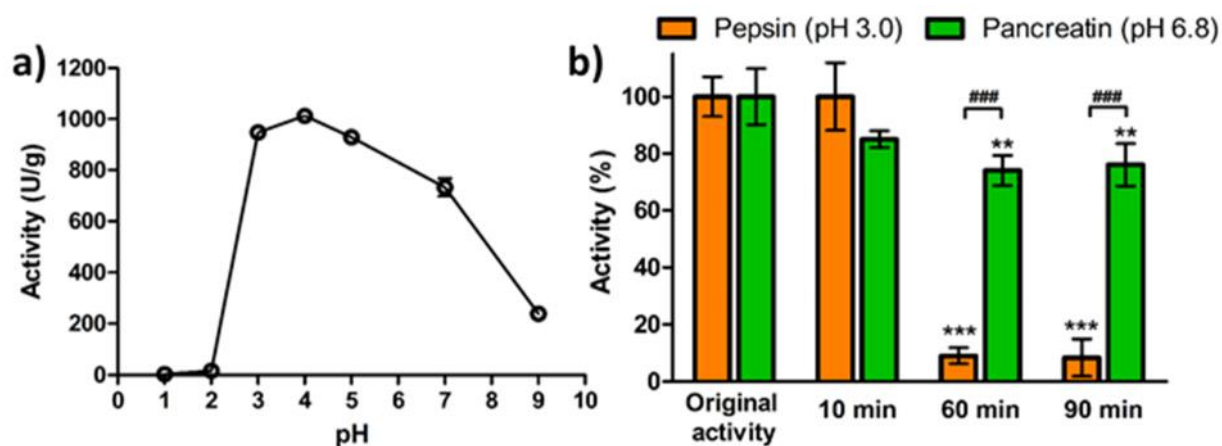 a)
Activity (U/g)
1200
1000
800
600
400
200
0
0 1 2 3 4 5 6 7 8 9 10
pH
b)
Pepsin (pH 3.0) Pancreatin (pH 6.8)
Activity (%)
100
80
60
40
20
0
### ###
** **
*** ***
Original activity 10 min 60 min 90 min